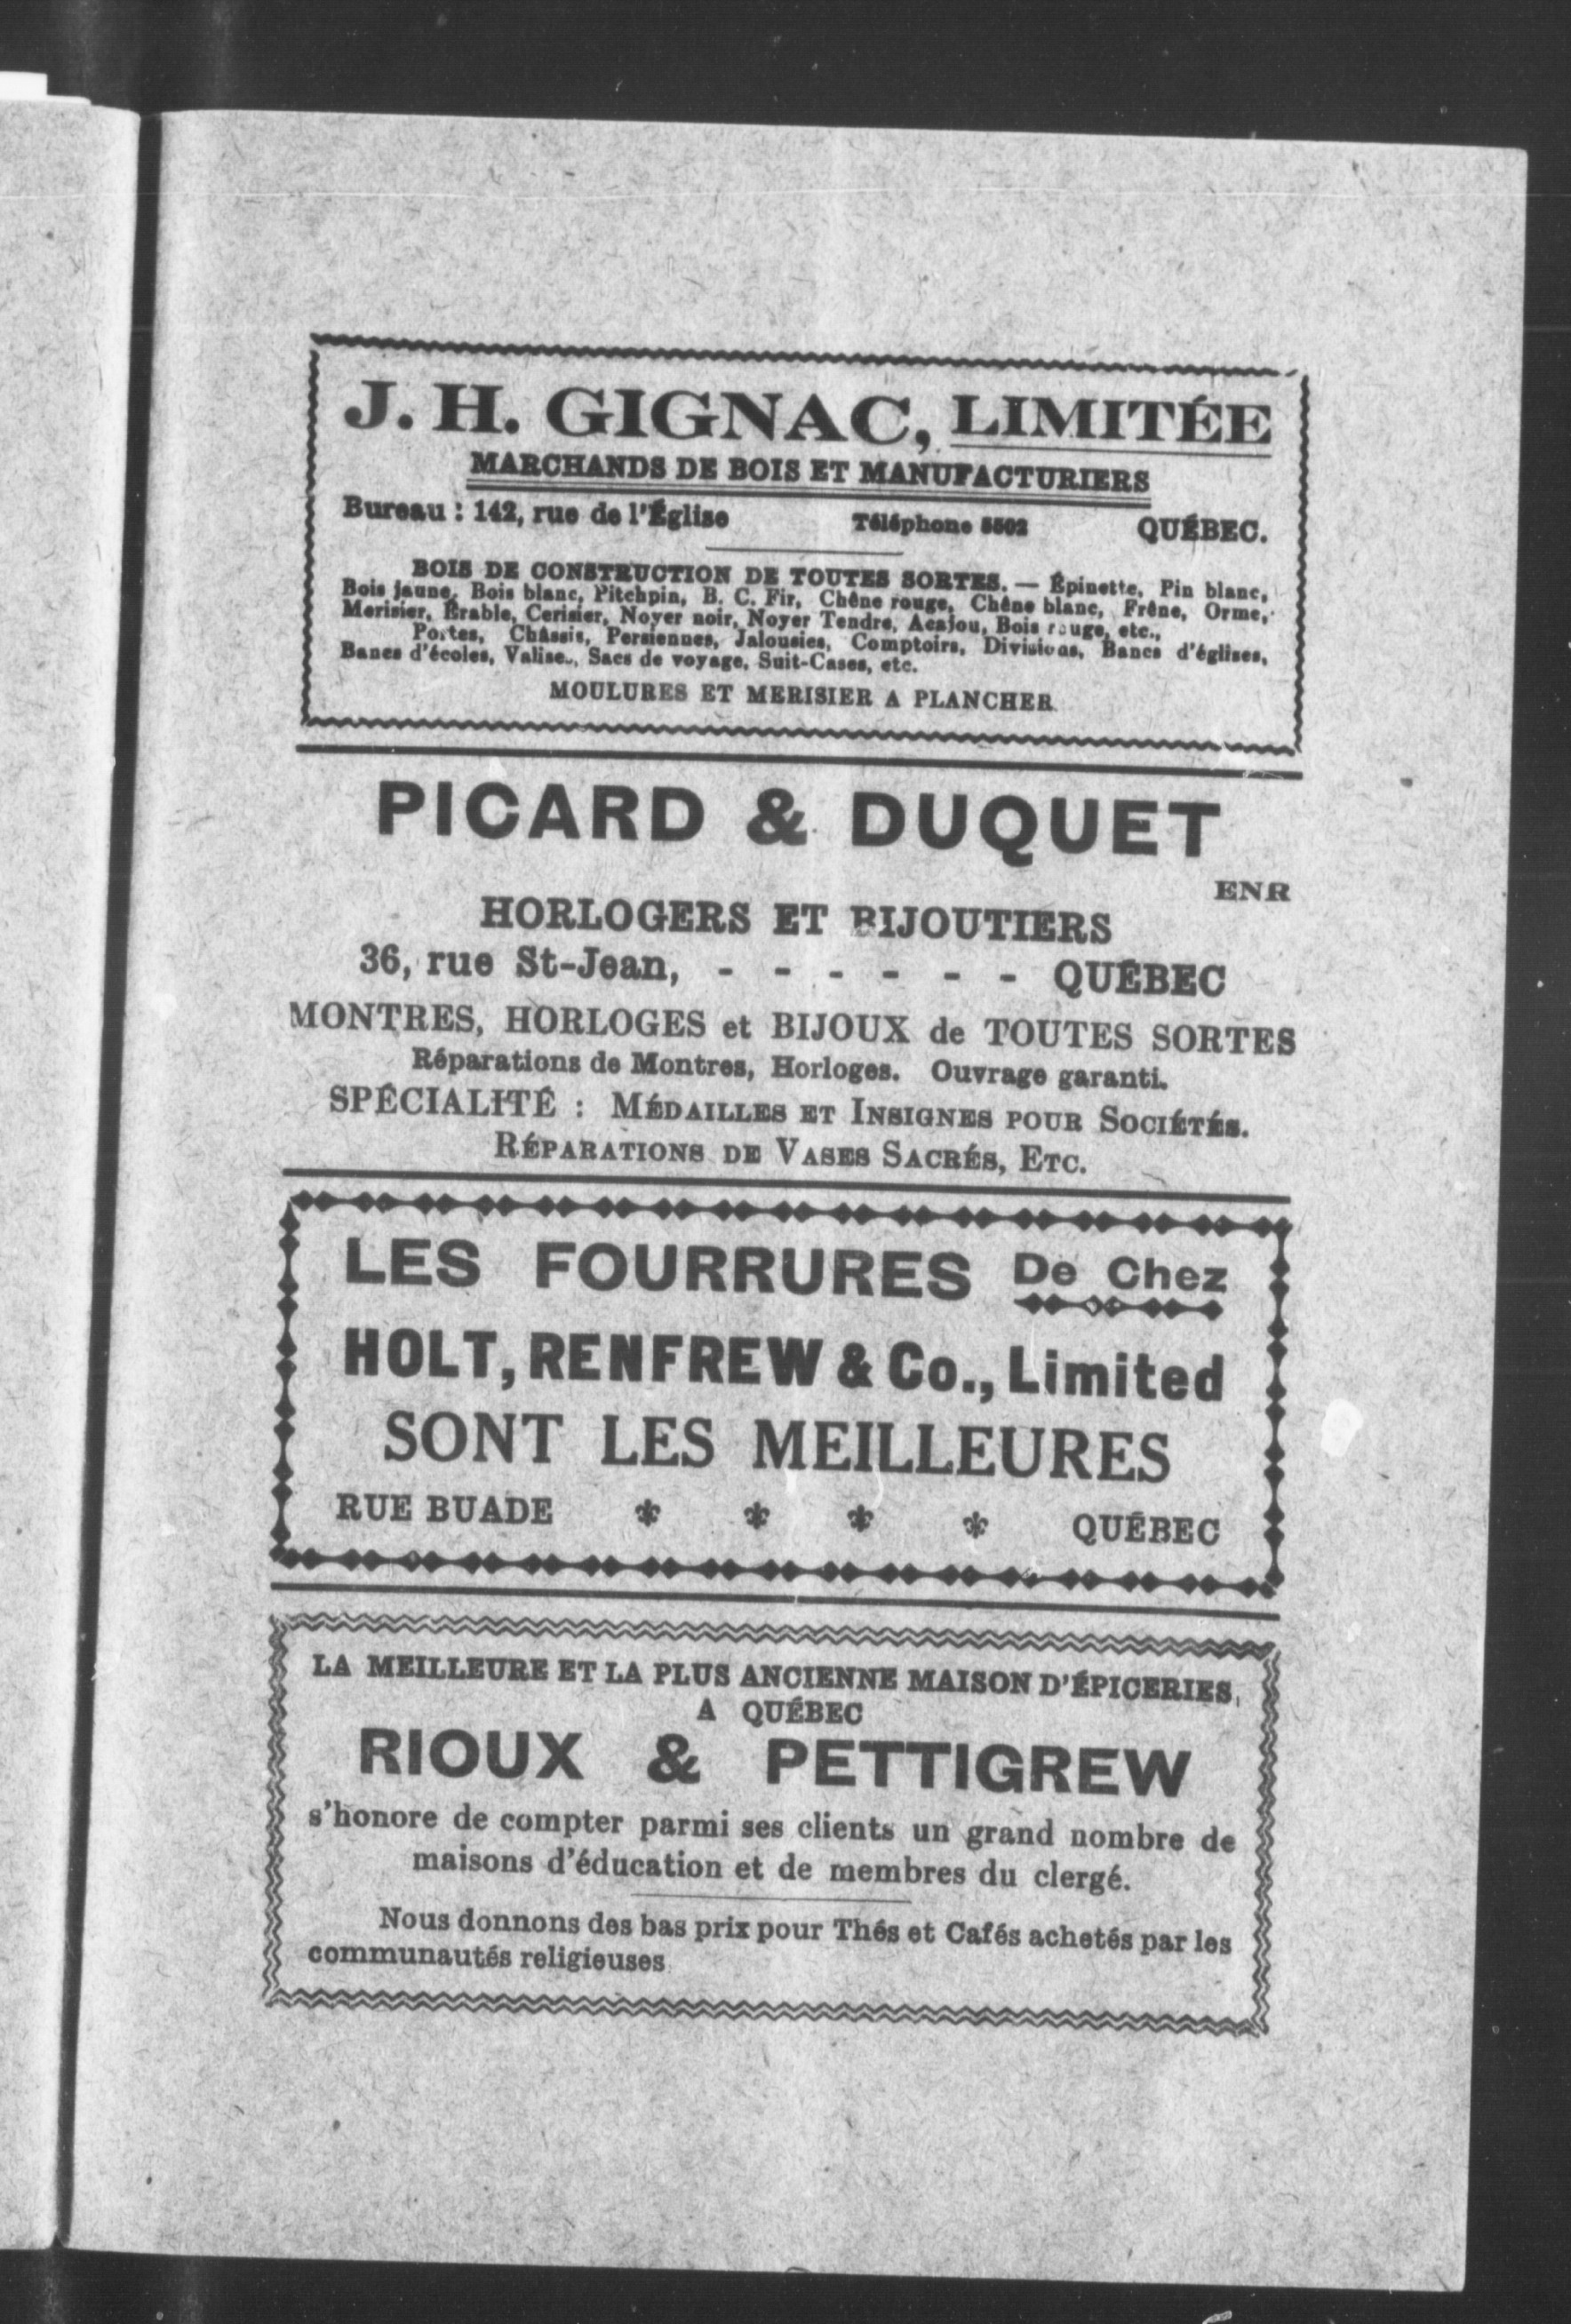 J. H. GIGNAC, LIMITÉE
MARCHANDS DE BOIS ET MANUFACTURIERS
Bureau : 142, rue de l'Église Téléphone 5502 QUÉBEC.
BOIS DE CONSTRUCTION DE TOUTES SORTES. — Épinette, Pin blanc,
Bois jaune, Bois blanc, Pitchpin, B. C. Fir, Chêne rouge, Chêne blanc, Frêne, Orme,
Merisier, Érable, Cerisier, Noyer noir, Noyer Tendre, Acajou, Bois rouge, etc.,
Portes, Châssis, Persiennes, Jalousies, Comptoirs, Divisions, Bancs d'églises,
Bancs d'écoles, Valises, Sacs de voyage, Suit-Cases, etc.
MOULURES ET MERISIER A PLANCHER
PICARD & DUQUET
ENR
HORLOGERS ET BIJOUTIERS
36, rue St-Jean, - - - - - - QUÉBEC
MONTRES, HORLOGES et BIJOUX de TOUTES SORTES
Réparations de Montres, Horloges. Ouvrage garanti.
SPÉCIALITÉ : MÉDAILLES ET INSIGNES POUR SOCIÉTÉS.
RÉPARATIONS DE VASES SACRÉS, ETC.
LES FOURRURES De Chez
HOLT, RENFREW & Co., Limited
SONT LES MEILLEURES
RUE BUADE QUÉBEC
LA MEILLEURE ET LA PLUS ANCIENNE MAISON D'ÉPICERIES,
A QUÉBEC
RIOUX & PETTIGREW
s'honore de compter parmi ses clients un grand nombre de
maisons d'éducation et de membres du clergé.
Nous donnons des bas prix pour Thés et Cafés achetés par les
communautés religieuses